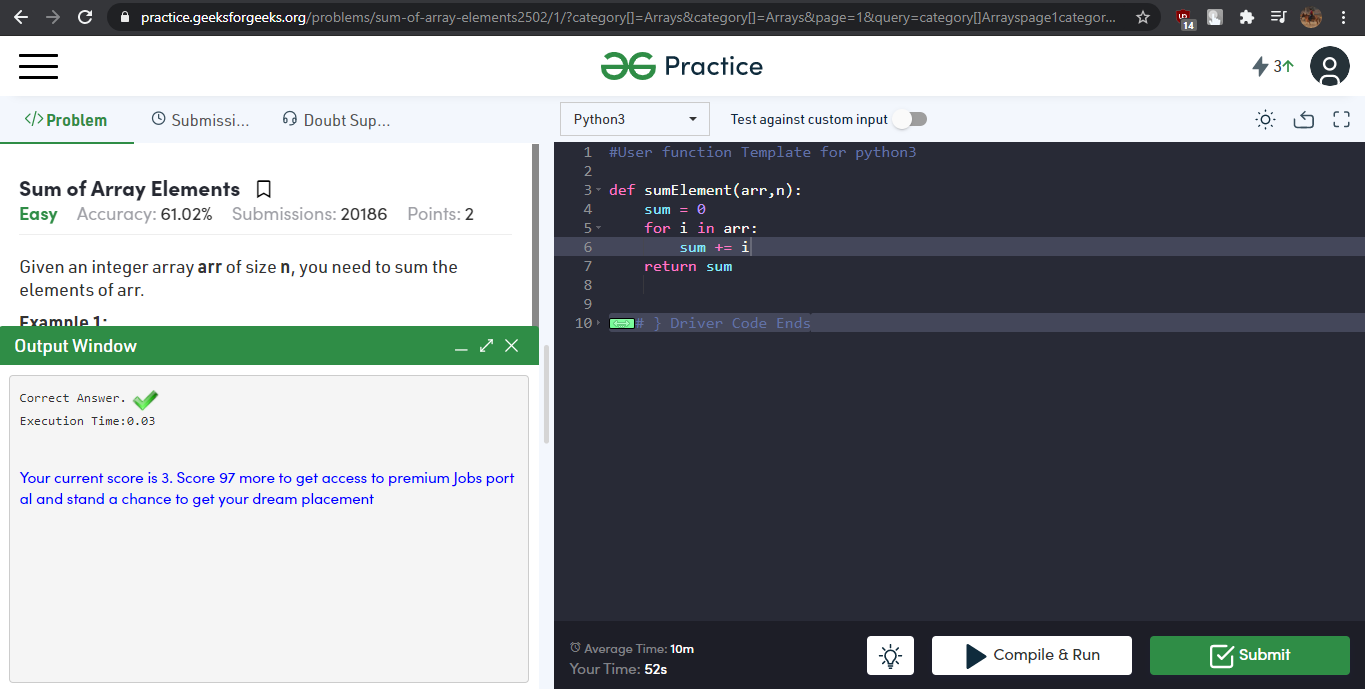 practice.geeksforgeeks.org/problems/sum-of-array-elements2502/1/?category[]=Arrays&category[]=Arrays&page=1&query=category[]Arrayspage1categor...
14
Practice
3↑
</>Problem Submissi... Doubt Sup...
Python3 Test against custom input
Sum of Array Elements
Easy Accuracy: 61.02% Submissions: 20186 Points: 2
Given an integer array arr of size n, you need to sum the
elements of arr.
Example 1:
Output Window
Correct Answer.
Execution Time:0.03
Your current score is 3. Score 97 more to get access to premium Jobs port
al and stand a chance to get your dream placement
1 #User function Template for python3
2
3 def sumElement(arr,n):
4 sum = 0
5 for i in arr:
6 sum += i
7 return sum
8
9
10 # } Driver Code Ends
Average Time: 10m
Your Time: 52s
Compile & Run
Submit